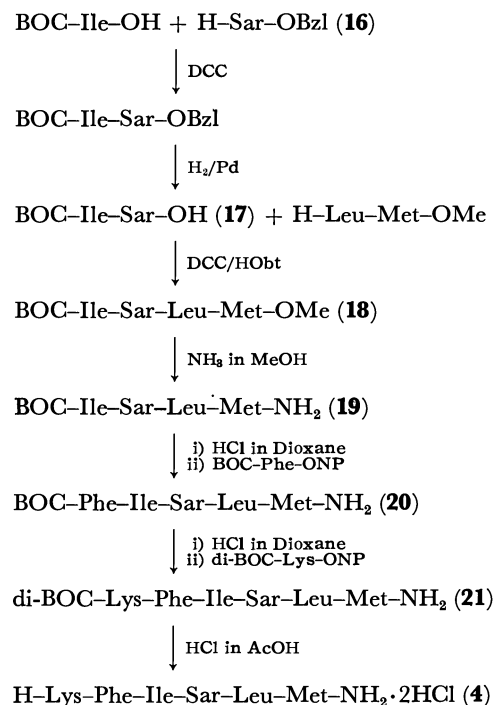 BOC–Ile–OH + H–Sar–OBzl (16)
DCC
BOC–Ile–Sar–OBzl
H₂/Pd
BOC–Ile–Sar–OH (17) + H–Leu–Met–OMe
DCC/HObt
BOC–Ile–Sar–Leu–Met–OMe (18)
NH₃ in MeOH
BOC–Ile–Sar–Leu–Met–NH₂ (19)
i) HCl in Dioxane
ii) BOC-Phe-ONP
BOC–Phe–Ile–Sar–Leu–Met–NH₂ (20)
i) HCl in Dioxane
ii) di-BOC-Lys-ONP
di-BOC–Lys–Phe–Ile–Sar–Leu–Met–NH₂ (21)
HCl in AcOH
H–Lys–Phe–Ile–Sar–Leu–Met–NH₂·2HCl (4)